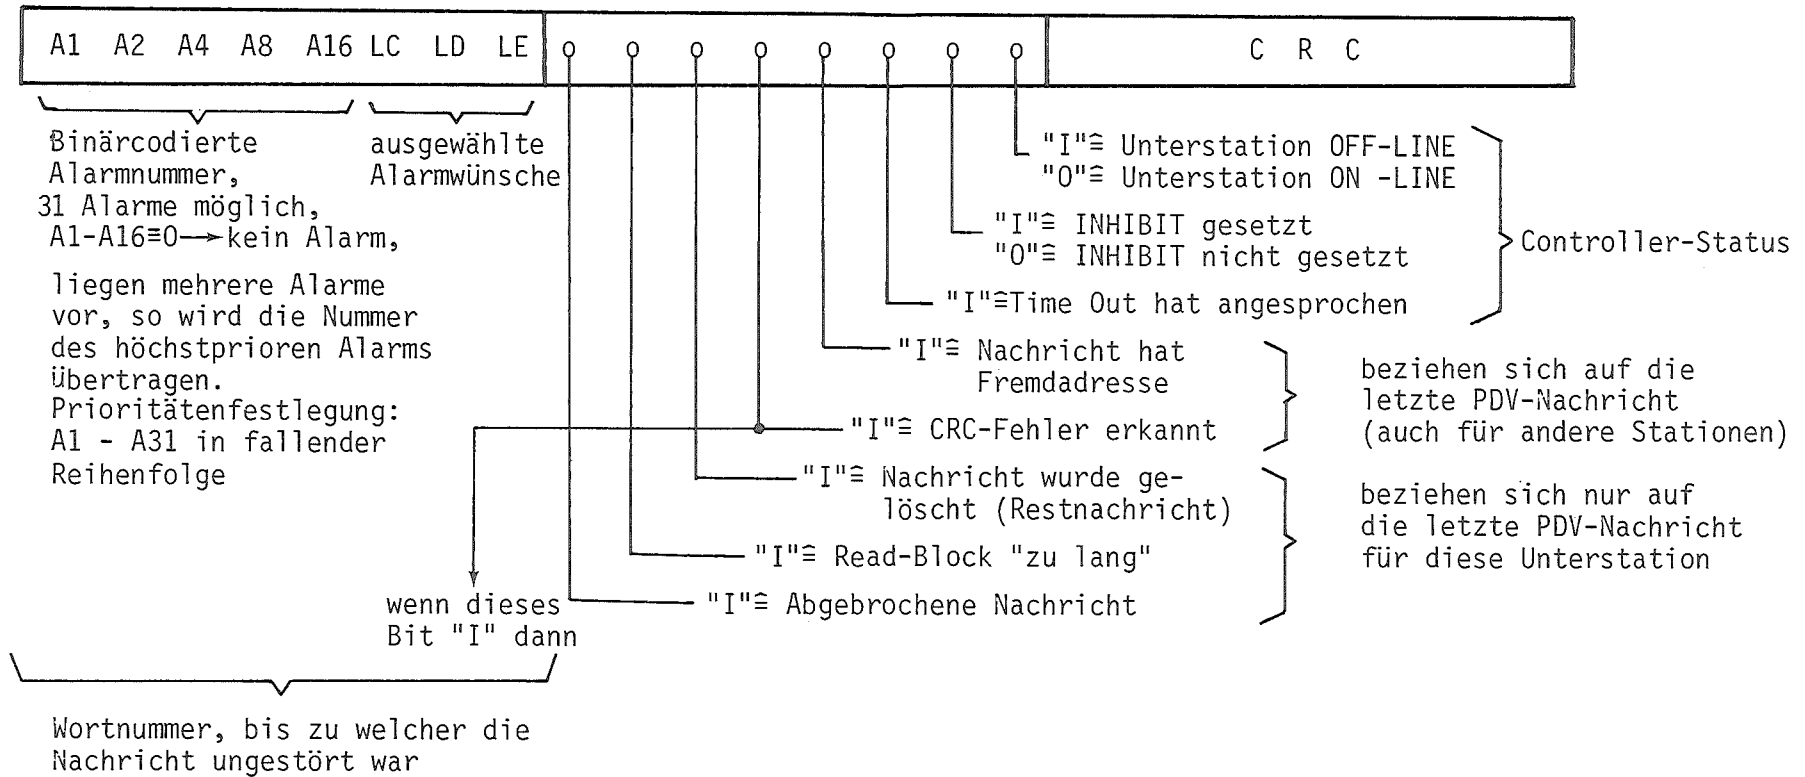 A1 A2 A4 A8 A16 LC LD LE o o o o o o o o C R C
Binärcodierte
Alarmnummer,
31 Alarme möglich,
A1-A16≡O→kein Alarm,
liegen mehrere Alarme
vor, so wird die Nummer
des höchstprioren Alarms
übertragen.
Prioritätenfestlegung:
A1 - A31 in fallender
Reihenfolge
ausgewählte
Alarmwünsche
"I"≙ Unterstation OFF-LINE
"O"≙ Unterstation ON -LINE
"I"≙ INHIBIT gesetzt
"O"≙ INHIBIT nicht gesetzt
"I"≙Time Out hat angesprochen
Controller-Status
"I"≙ Nachricht hat
Fremdadresse
"I"≙ CRC-Fehler erkannt
beziehen sich auf die
letzte PDV-Nachricht
(auch für andere Stationen)
"I"≙ Nachricht wurde ge-
löscht (Restnachricht)
"I"≙ Read-Block "zu lang"
"I"≙ Abgebrochene Nachricht
beziehen sich nur auf
die letzte PDV-Nachricht
für diese Unterstation
wenn dieses
Bit "I" dann
Wortnummer, bis zu welcher die
Nachricht ungestört war